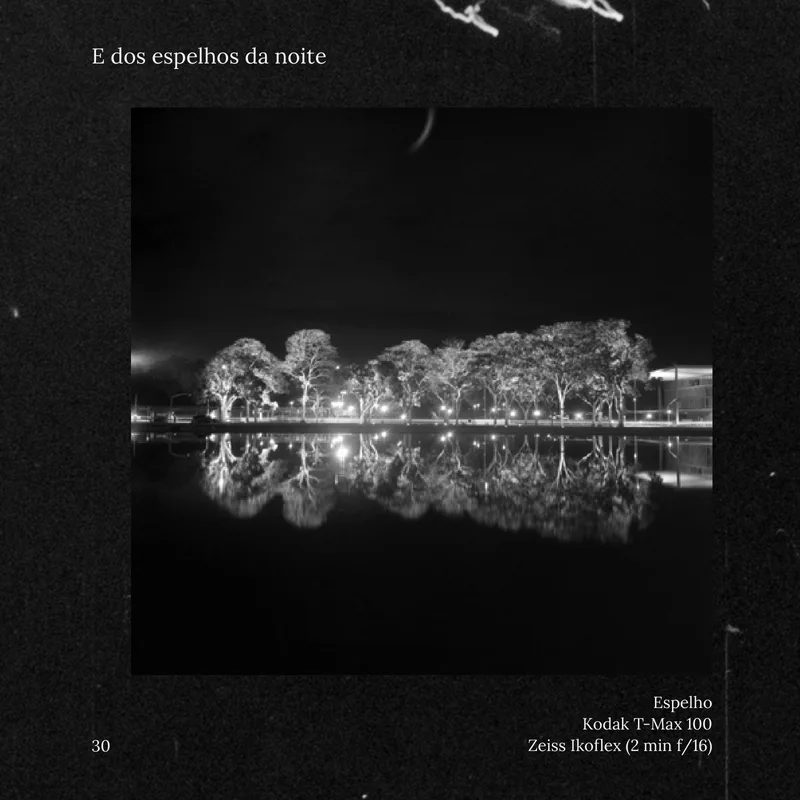 E dos espelhos da noite
Espelho
Kodak T-Max 100
Zeiss Ikoflex (2 min f/16)
30